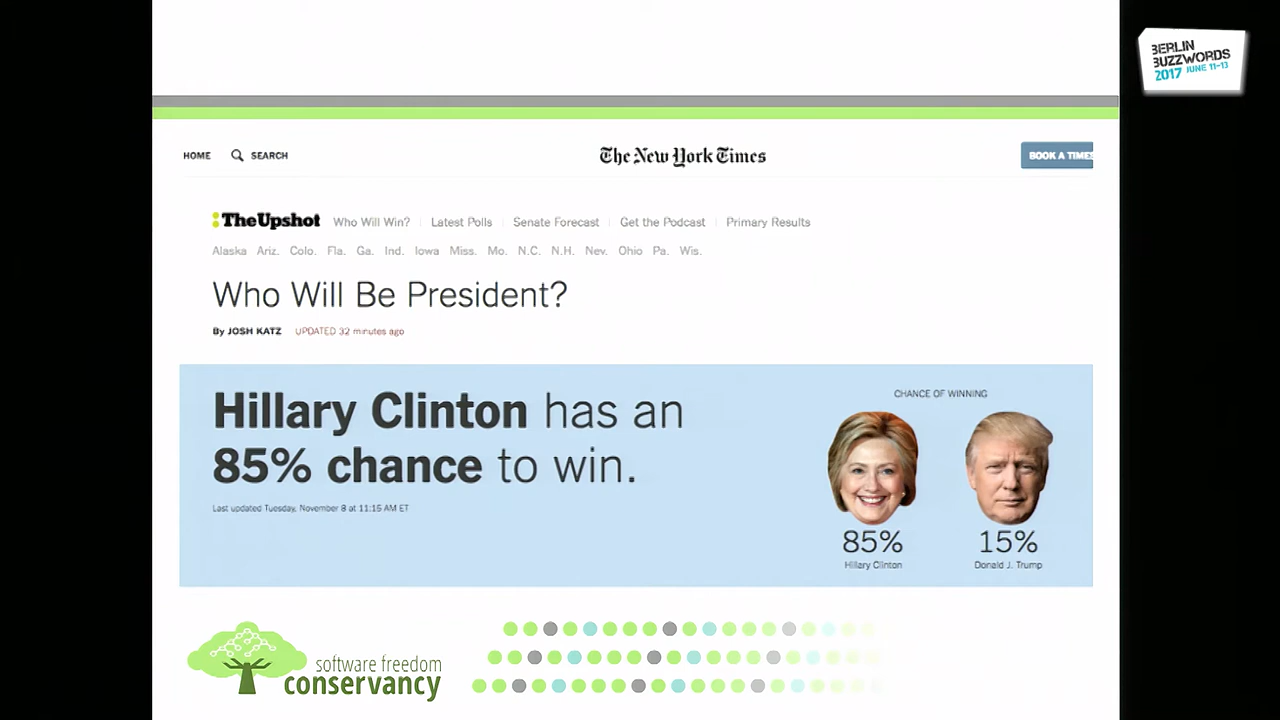 BERLIN
BUZZWORDS
2017 JUNE 11-13
HOME SEARCH The New York Times BOOK A TIMES
TheUpshot Who Will Win? Latest Polls Senate Forecast Get the Podcast Primary Results
Alaska Ariz. Colo. Fla. Ga. Ind. Iowa Miss. Mo. N.C. N.H. Nev. Ohio Pa. Wis.
Who Will Be President?
By JOSH KATZ UPDATED 32 minutes ago
Hillary Clinton has an
85% chance to win.
Last updated Tuesday, November 8 at 11:15 AM ET
CHANCE OF WINNING
85% 15%
Hillary Clinton Donald J. Trump
software freedom
conservancy